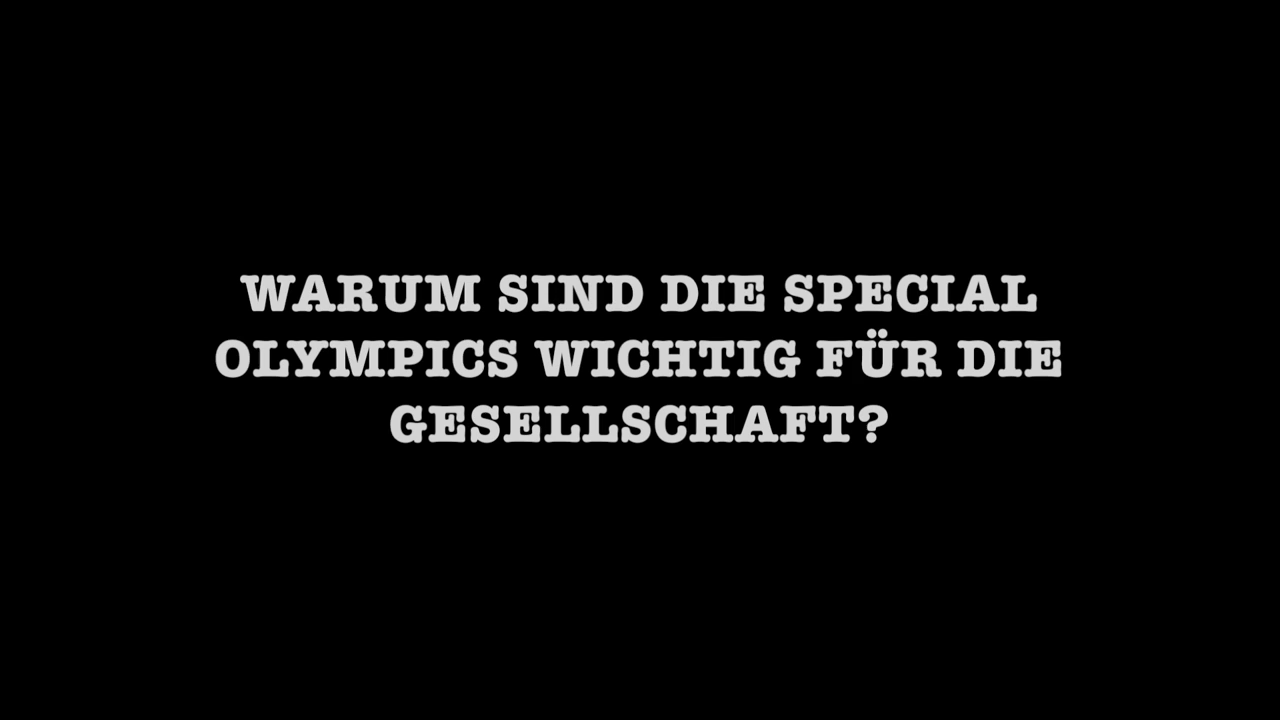 WARUM SIND DIE SPECIAL
OLYMPICS WICHTIG FÜR DIE
GESELLSCHAFT?